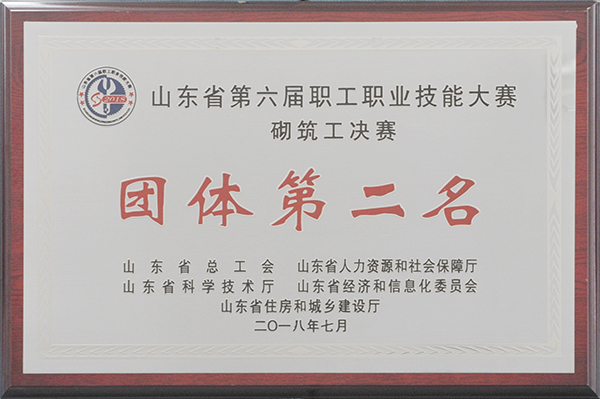 2018
山东省第六届职工职业技能大赛
砌筑工决赛
团体第二名
山东省总工会 山东省人力资源和社会保障厅
山东省科学技术厅 山东省经济和信息化委员会
山东省住房和城乡建设厅
二〇一八年七月